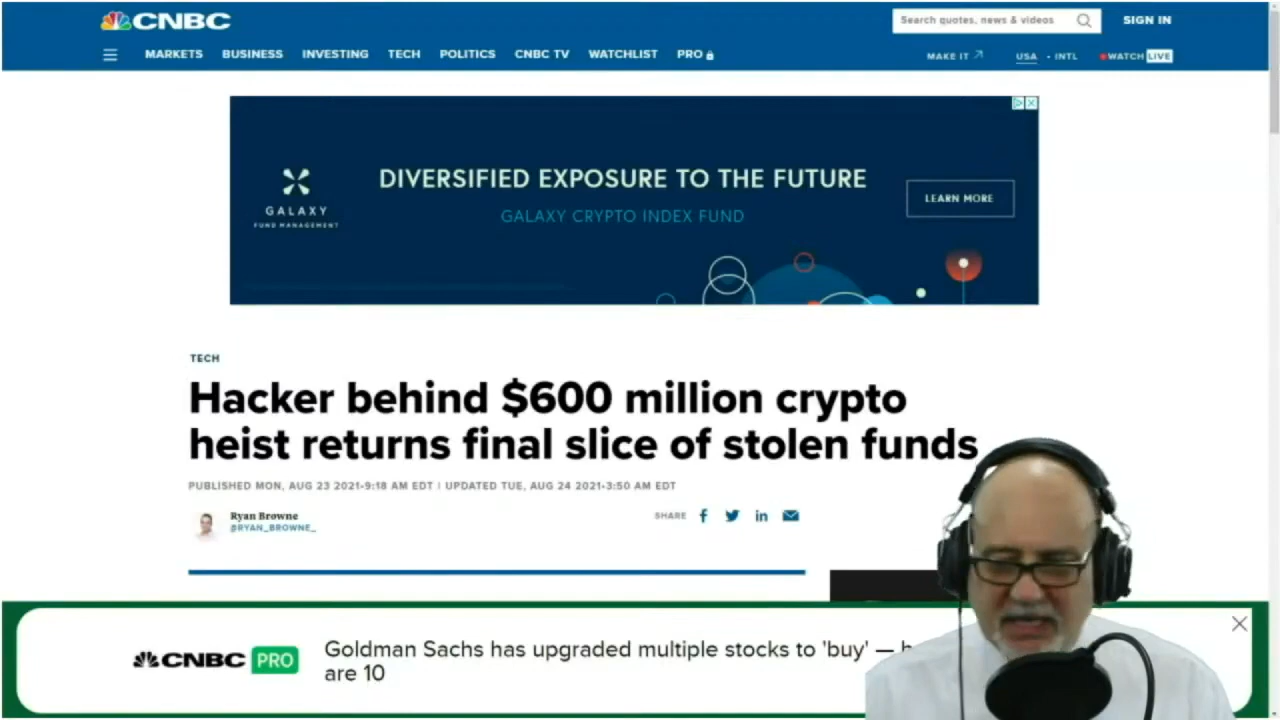 CNBC
Search quotes, news & videos
SIGN IN
MARKETS BUSINESS INVESTING TECH POLITICS CNBC TV WATCHLIST PRO
MAKE IT USA • INTL WATCH LIVE
DIVERSIFIED EXPOSURE TO THE FUTURE
GALAXY CRYPTO INDEX FUND
GALAXY
FUND MANAGEMENT
LEARN MORE
TECH
Hacker behind $600 million crypto
heist returns final slice of stolen funds
PUBLISHED MON, AUG 23 2021•9:18 AM EDT | UPDATED TUE, AUG 24 2021•3:50 AM EDT
Ryan Browne
@RYAN_BROWNE_
SHARE f in
CNBC PRO
Goldman Sachs has upgraded multiple stocks to 'buy' —
are 10